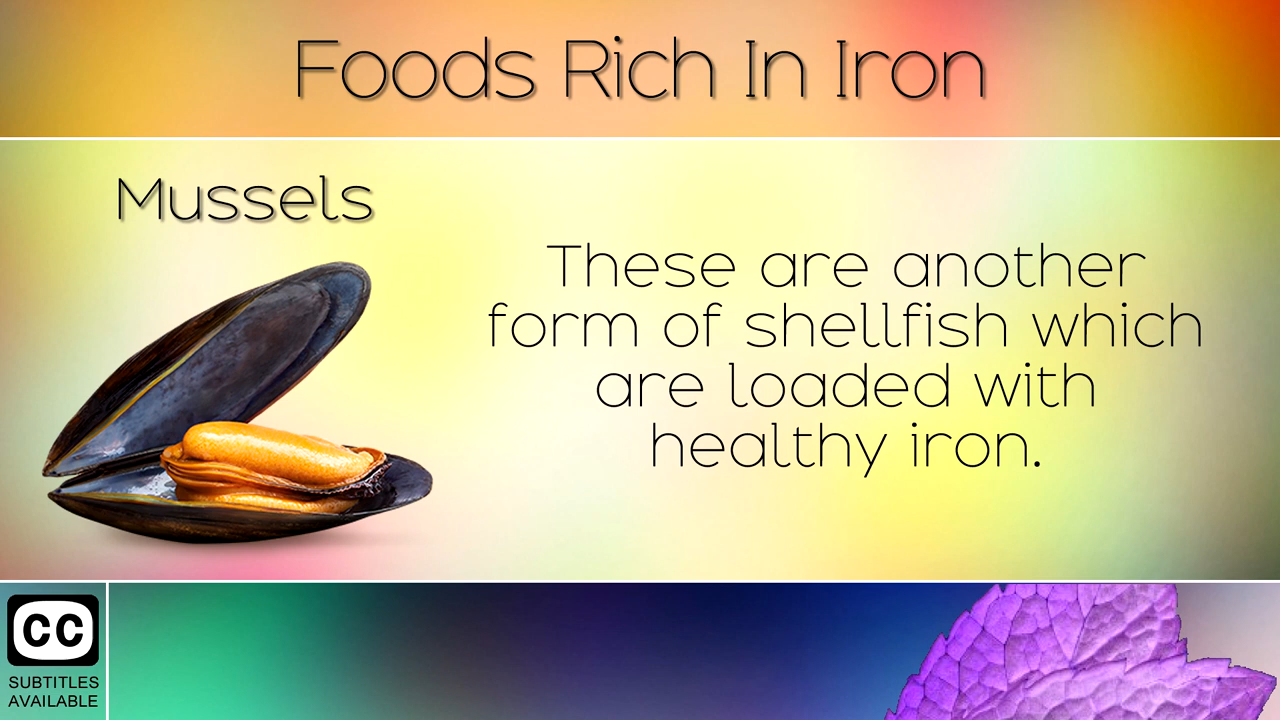 Foods Rich In Iron
Mussels
These are another
form of shellfish which
are loaded with
healthy iron.
CC
SUBTITLES
AVAILABLE